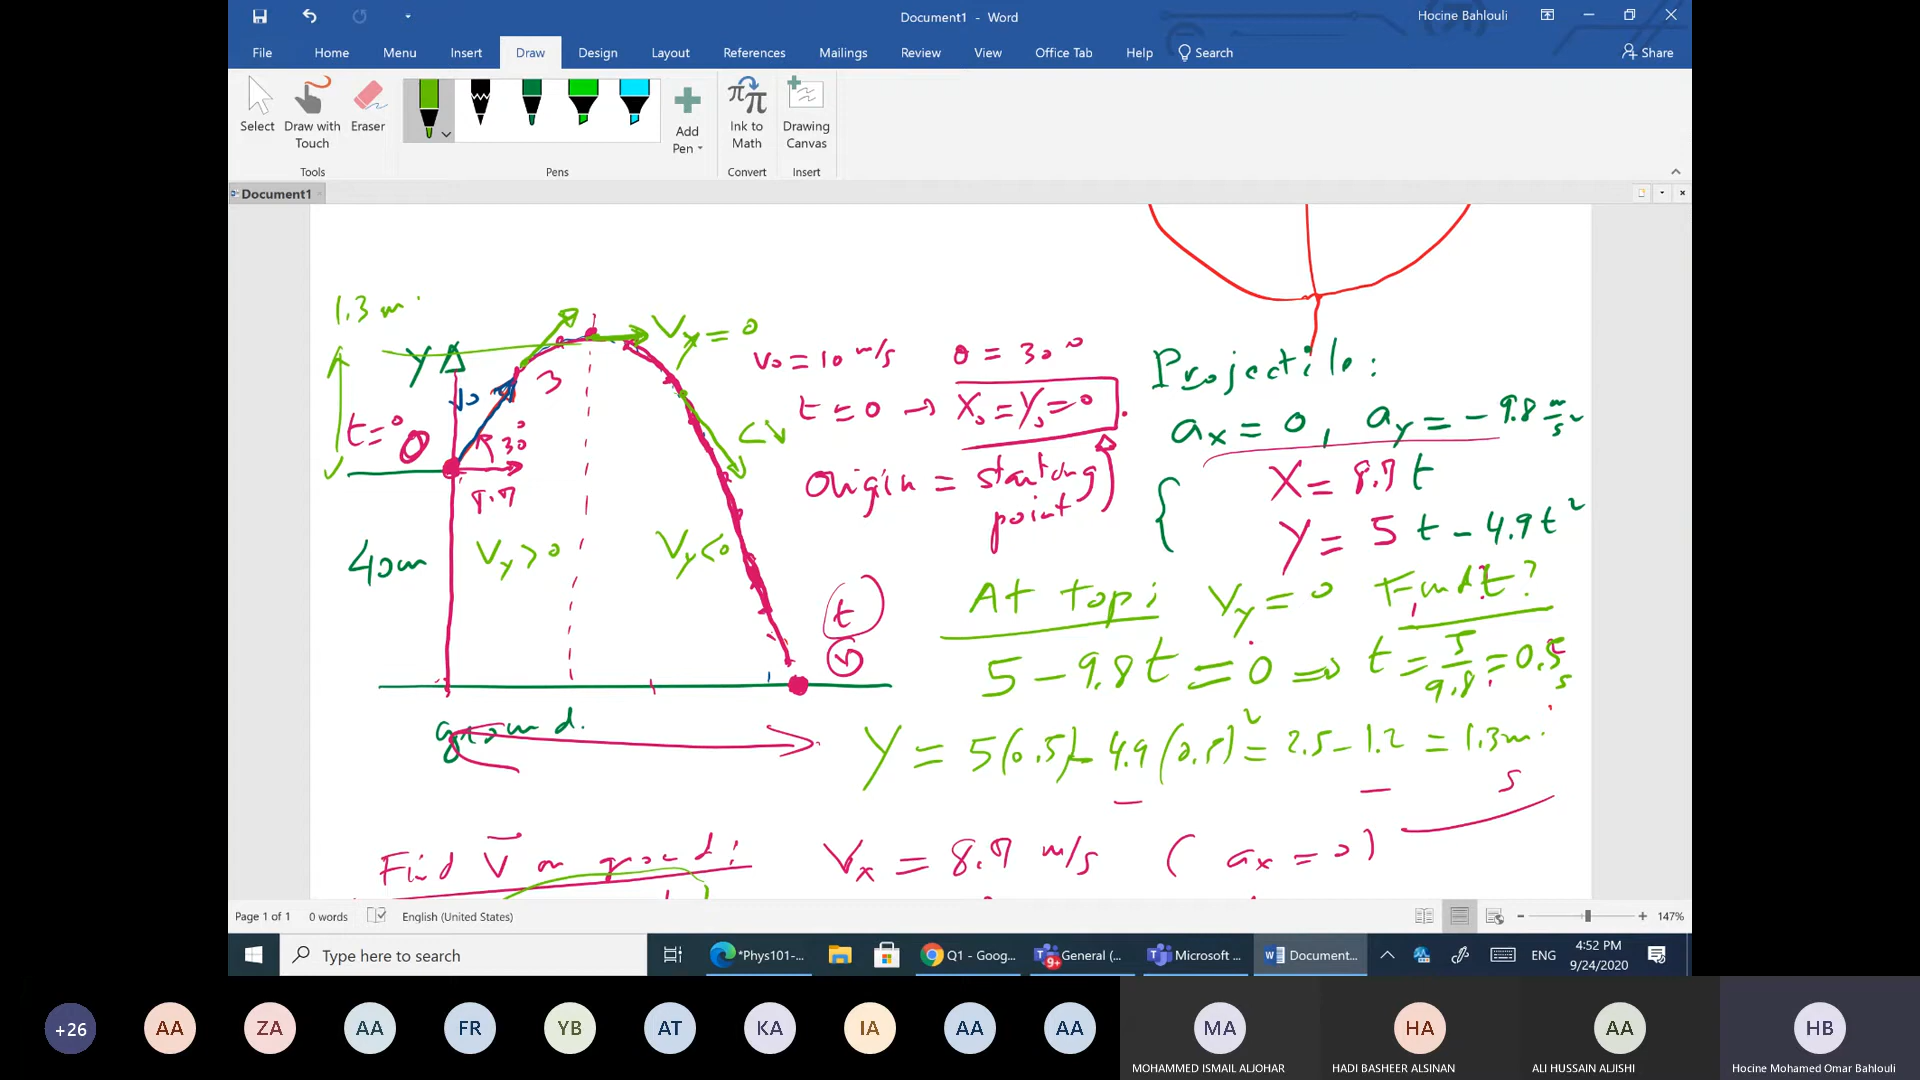 Document1 - Word
Hocine Bahlouli
File Home Menu Insert Draw Design Layout References Mailings Review View Office Tab Help Search
Share
Select
Draw with Touch
Eraser
Add Pen
Ink to Math
Drawing Canvas
Tools
Pens
Convert
Insert
Document1
1.3 m
Y
Vy = 0
v0 = 10 m/s θ = 30°
Projectile:
t=0
V0
3
30°
8.7
t = 0 → X0 = Y0 = 0
ax = 0, ay = -9.8 m/s²
origin = starting point
X = 8.7 t
Y = 5 t - 4.9 t²
40m
Vy > 0
Vy < 0
t
At top: Vy = 0 Find t?
5 - 9.8 t = 0 ⇒ t = 5/9.8 = 0.5 s
ground.
Y = 5(0.5) - 4.9 (0.5)² = 2.5 - 1.2 = 1.3m.
S
Find V on ground:
Vx = 8.7 m/s (ax = 0)
Page 1 of 1 0 words English (United States)
147%
Type here to search
*Phys101-...
Q1 - Goog...
General (...
9+
Microsoft ...
Document...
ENG
4:52 PM
9/24/2020
+26 AA ZA AA FR YB AT KA IA AA AA MA HA AA HB
MOHAMMED ISMAIL ALJOHAR
HADI BASHEER ALSINAN
ALI HUSSAIN ALJISHI
Hocine Mohamed Omar Bahlouli